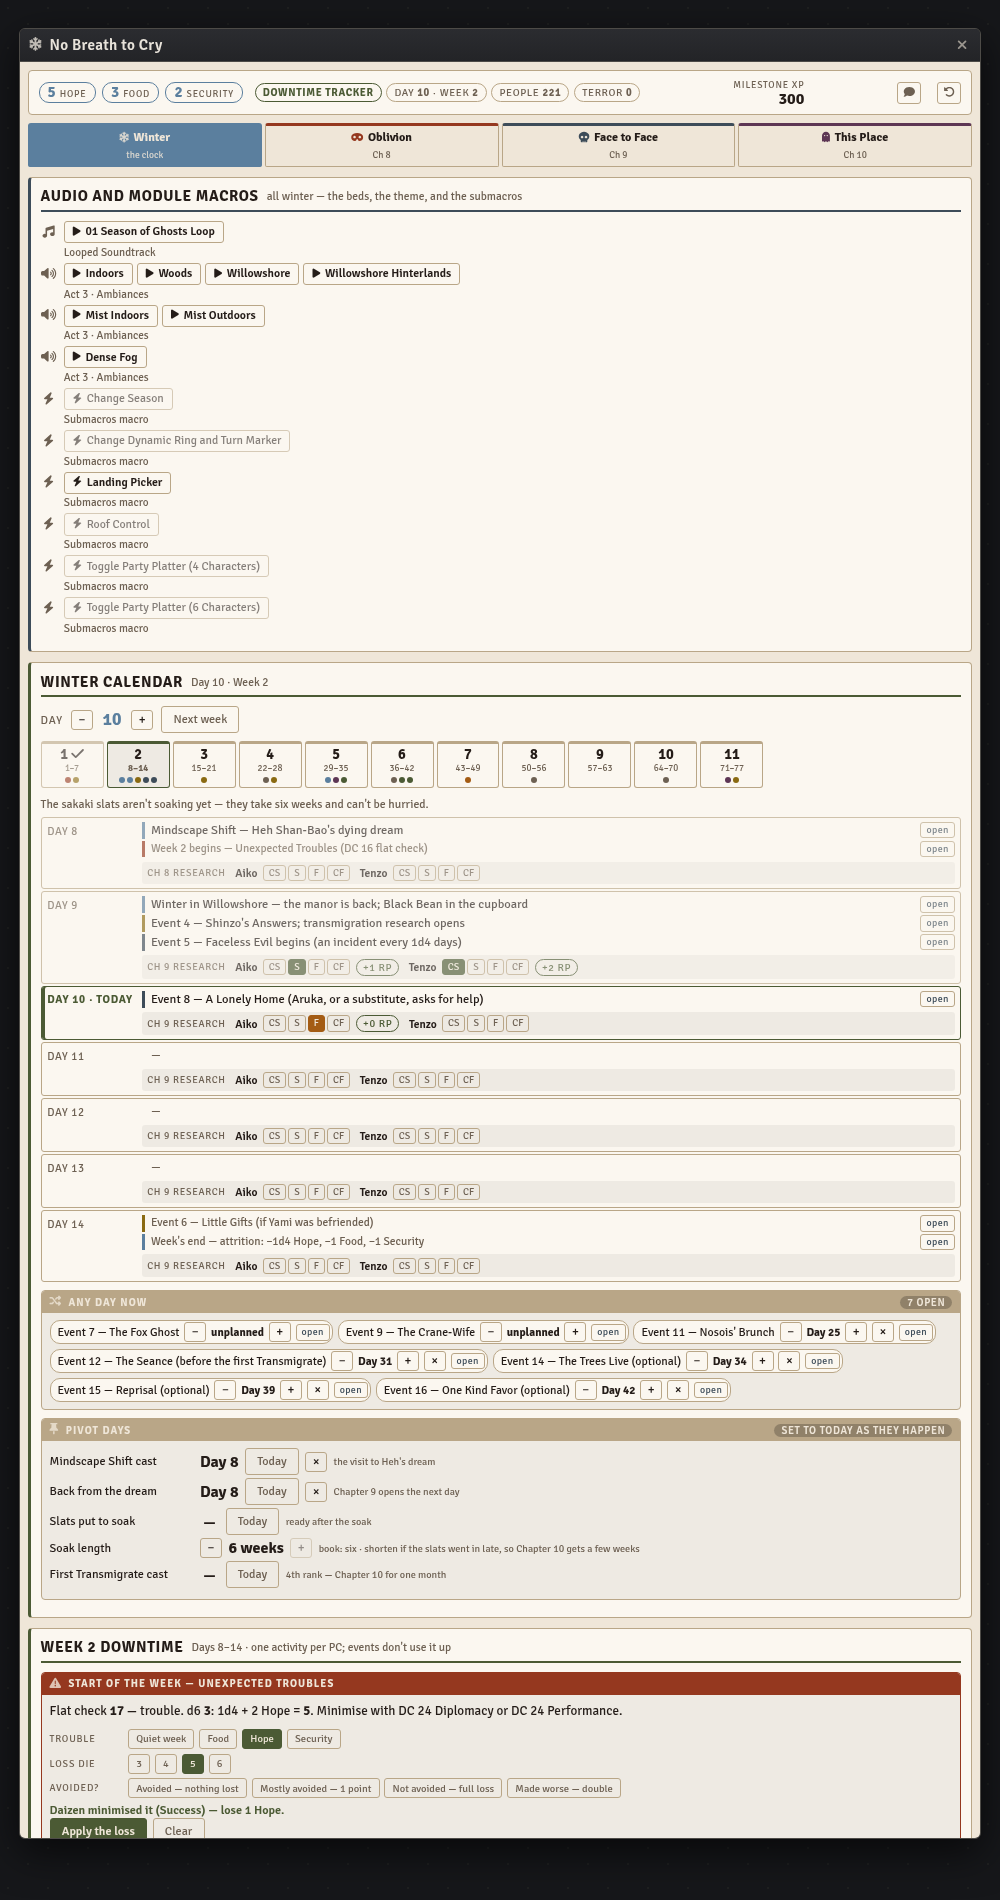 No Breath to Cry ×
5 HOPE 3 FOOD 2 SECURITY DOWNTIME TRACKER DAY 10 · WEEK 2 PEOPLE 221 TERROR 0 MILESTONE XP 300
Winter Oblivion Face to Face This Place
the clock Ch 8 Ch 9 Ch 10
AUDIO AND MODULE MACROS all winter — the beds, the theme, and the submacros
01 Season of Ghosts Loop
Looped Soundtrack
Indoors Woods Willowshore Willowshore Hinterlands
Act 3 · Ambiances
Mist Indoors Mist Outdoors
Act 3 · Ambiances
Dense Fog
Act 3 · Ambiances
Change Season
Submacros macro
Change Dynamic Ring and Turn Marker
Submacros macro
Landing Picker
Submacros macro
Roof Control
Submacros macro
Toggle Party Platter (4 Characters)
Submacros macro
Toggle Party Platter (6 Characters)
Submacros macro
WINTER CALENDAR Day 10 · Week 2
DAY − 10 + Next week
1 2 3 4 5 6 7 8 9 10 11
1–7 8–14 15–21 22–28 29–35 36–42 43–49 50–56 57–63 64–70 71–77
The sakaki slats aren't soaking yet — they take six weeks and can't be hurried.
DAY 8 Mindscape Shift — Heh Shan-Bao's dying dream open
Week 2 begins — Unexpected Troubles (DC 16 flat check) open
CH 8 RESEARCH Aiko CS S F CF Tenzo CS S F CF
DAY 9 Winter in Willowshore — the manor is back; Black Bean in the cupboard open
Event 4 — Shinzo's Answers; transmigration research opens open
Event 5 — Faceless Evil begins (an incident every 1d4 days) open
CH 9 RESEARCH Aiko CS S F CF +1 RP Tenzo CS S F CF +2 RP
DAY 10 · TODAY Event 8 — A Lonely Home (Aruka, or a substitute, asks for help) open
CH 9 RESEARCH Aiko CS S F CF +0 RP Tenzo CS S F CF
DAY 11 —
CH 9 RESEARCH Aiko CS S F CF Tenzo CS S F CF
DAY 12 —
CH 9 RESEARCH Aiko CS S F CF Tenzo CS S F CF
DAY 13 —
CH 9 RESEARCH Aiko CS S F CF Tenzo CS S F CF
DAY 14 Event 6 — Little Gifts (if Yami was befriended) open
Week's end — attrition: −1d4 Hope, −1 Food, −1 Security open
CH 9 RESEARCH Aiko CS S F CF Tenzo CS S F CF
ANY DAY NOW 7 OPEN
Event 7 — The Fox Ghost − unplanned + open Event 9 — The Crane-Wife − unplanned + open Event 11 — Nosois' Brunch − Day 25 + × open
Event 12 — The Seance (before the first Transmigrate) − Day 31 + × open Event 14 — The Trees Live (optional) − Day 34 + × open
Event 15 — Reprisal (optional) − Day 39 + × open Event 16 — One Kind Favor (optional) − Day 42 + × open
PIVOT DAYS SET TO TODAY AS THEY HAPPEN
Mindscape Shift cast Day 8 Today × the visit to Heh's dream
Back from the dream Day 8 Today × Chapter 9 opens the next day
Slats put to soak — Today ready after the soak
Soak length − 6 weeks + book: six · shorten if the slats went in late, so Chapter 10 gets a few weeks
First Transmigrate cast — Today 4th rank — Chapter 10 for one month
WEEK 2 DOWNTIME Days 8–14 · one activity per PC; events don't use it up
START OF THE WEEK — UNEXPECTED TROUBLES
Flat check 17 — trouble. d6 3: 1d4 + 2 Hope = 5. Minimise with DC 24 Diplomacy or DC 24 Performance.
TROUBLE Quiet week Food Hope Security
LOSS DIE 3 4 5 6
AVOIDED? Avoided — nothing lost Mostly avoided — 1 point Not avoided — full loss Made worse — double
Daizen minimised it (Success) — lose 1 Hope.
Apply the loss Clear